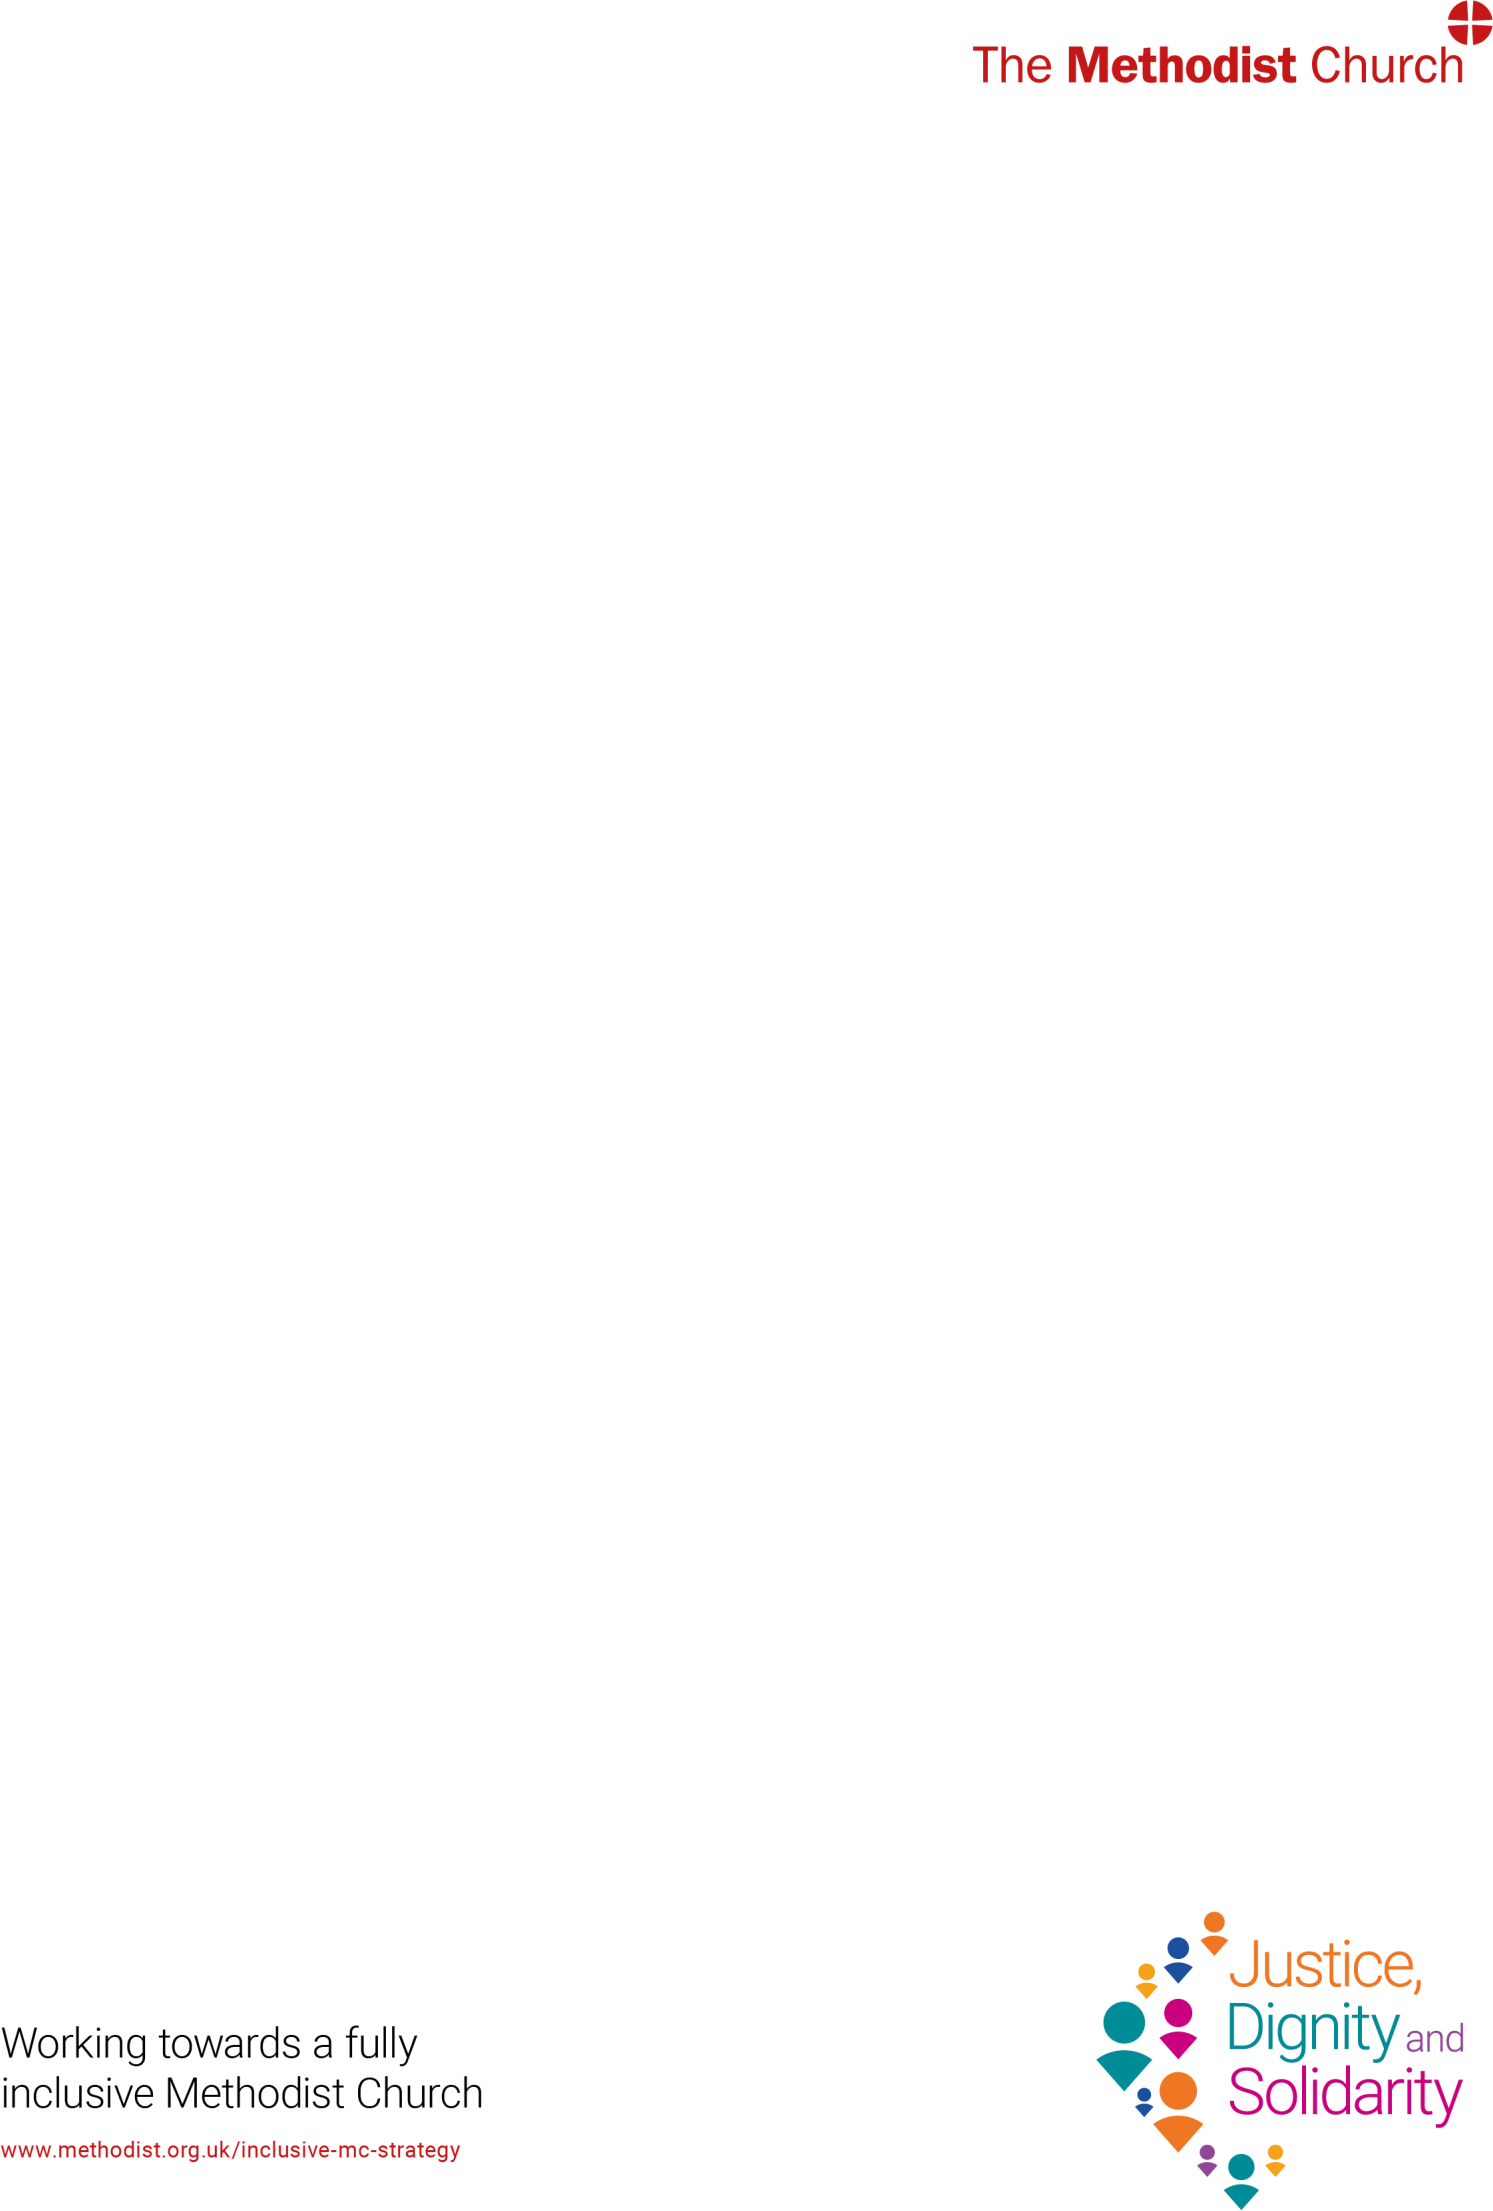 The Methodist Church
Justice,
Dignity and
Solidarity
Working towards a fully
inclusive Methodist Church
www.methodist.org.uk/inclusive-mc-strategy